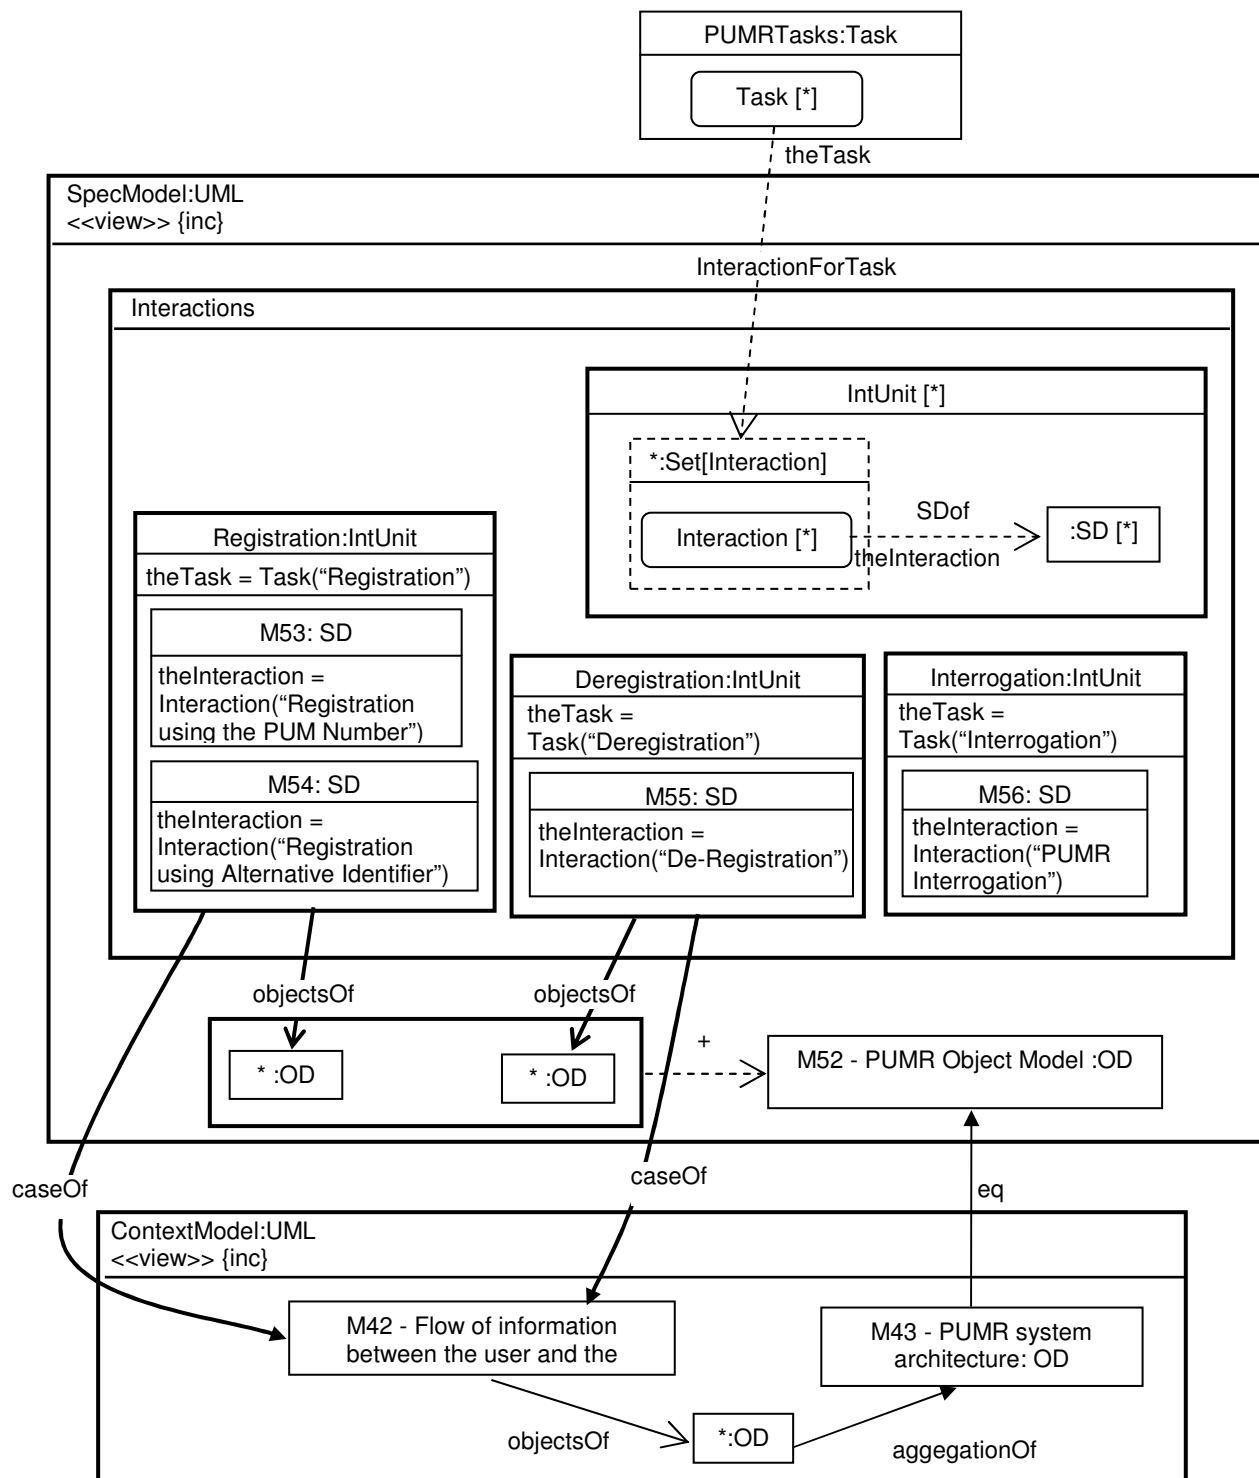 PUMRTasks:Task
Task [*]
theTask
SpecModel:UML
<<view>> {inc}
InteractionForTask
Interactions
IntUnit [*]
*:Set[Interaction]
Interaction [*]
SDof
theInteraction
:SD [*]
Registration:IntUnit
theTask = Task(“Registration”)
M53: SD
theInteraction =
Interaction(“Registration
using the PUM Number”)
M54: SD
theInteraction =
Interaction(“Registration
using Alternative Identifier”)
Deregistration:IntUnit
theTask =
Task(“Deregistration”)
M55: SD
theInteraction =
Interaction(“De-Registration”)
Interrogation:IntUnit
theTask =
Task(“Interrogation”)
M56: SD
theInteraction =
Interaction(“PUMR
Interrogation”)
objectsOf
objectsOf
* :OD
* :OD
+
M52 - PUMR Object Model :OD
caseOf
caseOf
eq
ContextModel:UML
<<view>> {inc}
M42 - Flow of information
between the user and the
M43 - PUMR system
architecture: OD
objectsOf
*:OD
aggegationOf